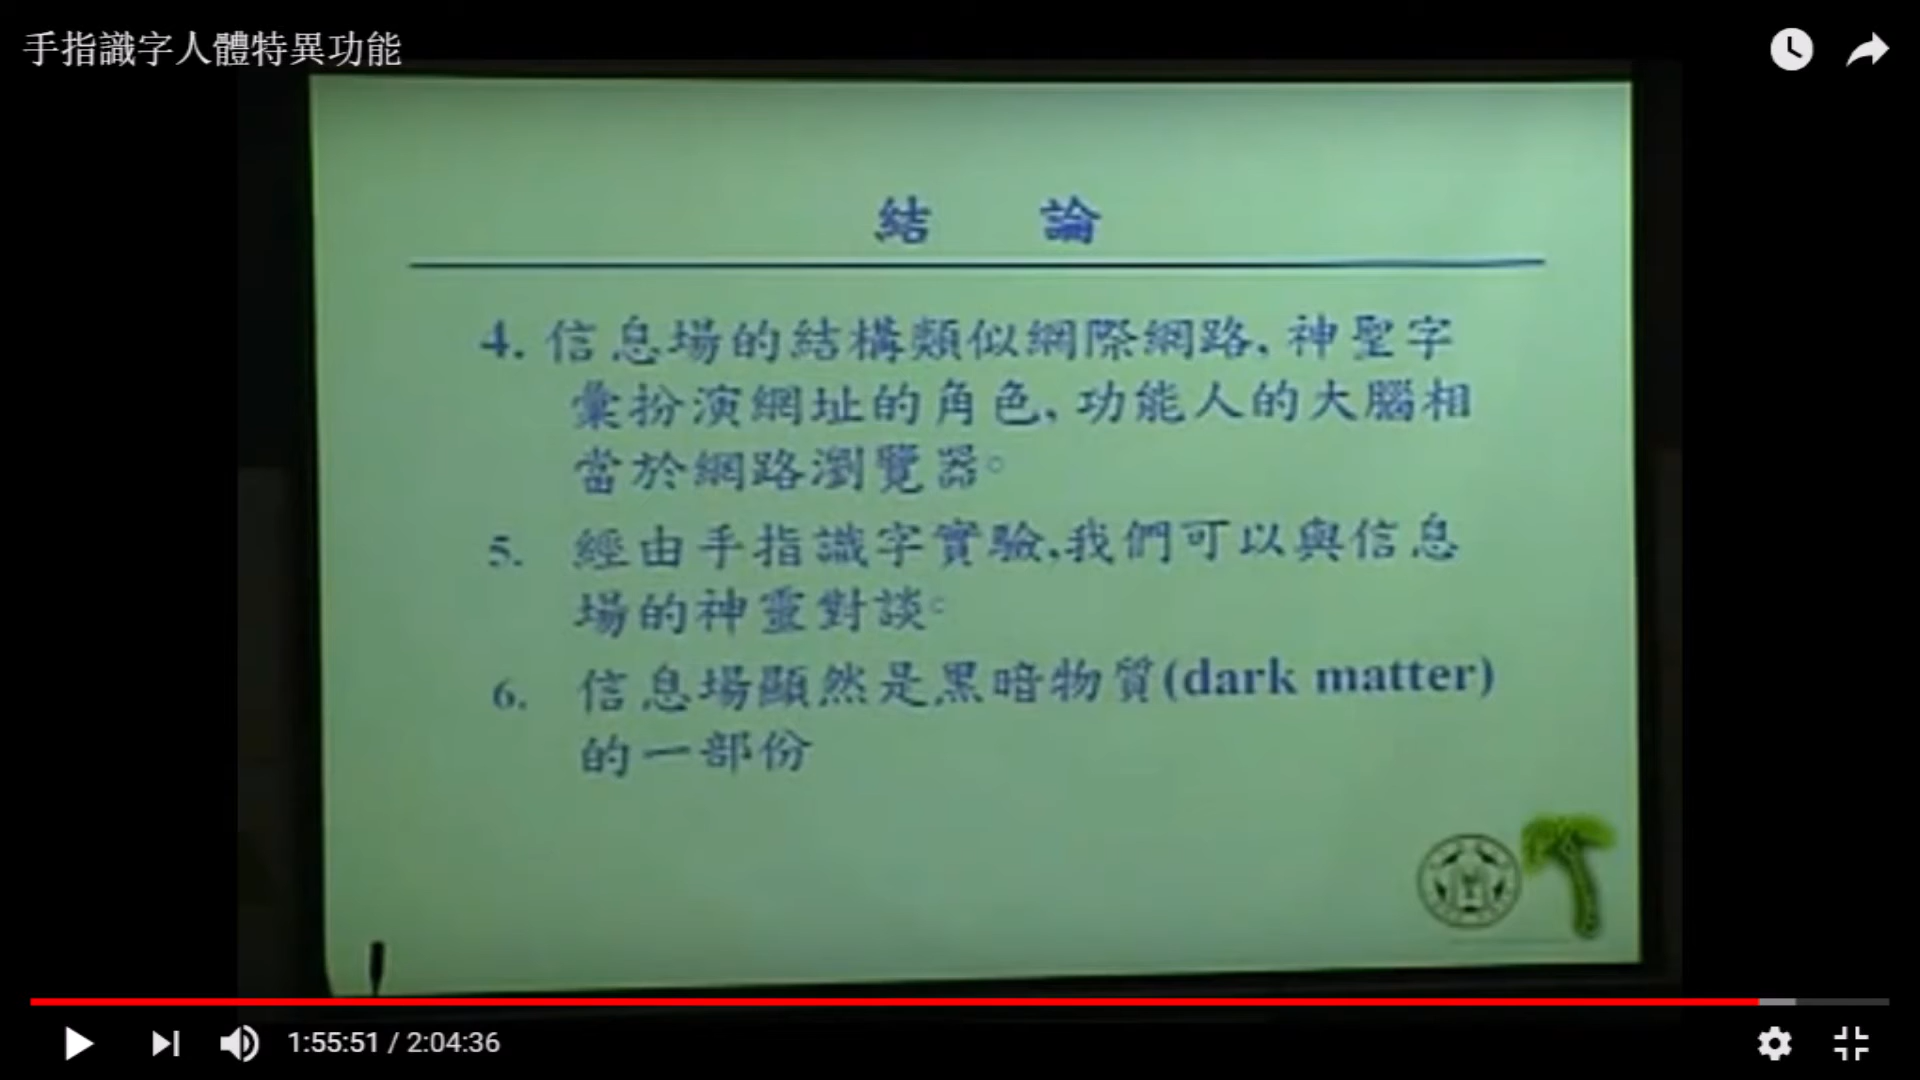 手指識字人體特異功能
結 論
4. 信息場的結構類似網際網路, 神聖字
彙扮演網址的角色, 功能人的大腦相
當於網路瀏覽器。
5. 經由手指識字實驗,我們可以與信息
場的神靈對談。
6. 信息場顯然是黑暗物質(dark matter)
的一部份
1:55:51 / 2:04:36